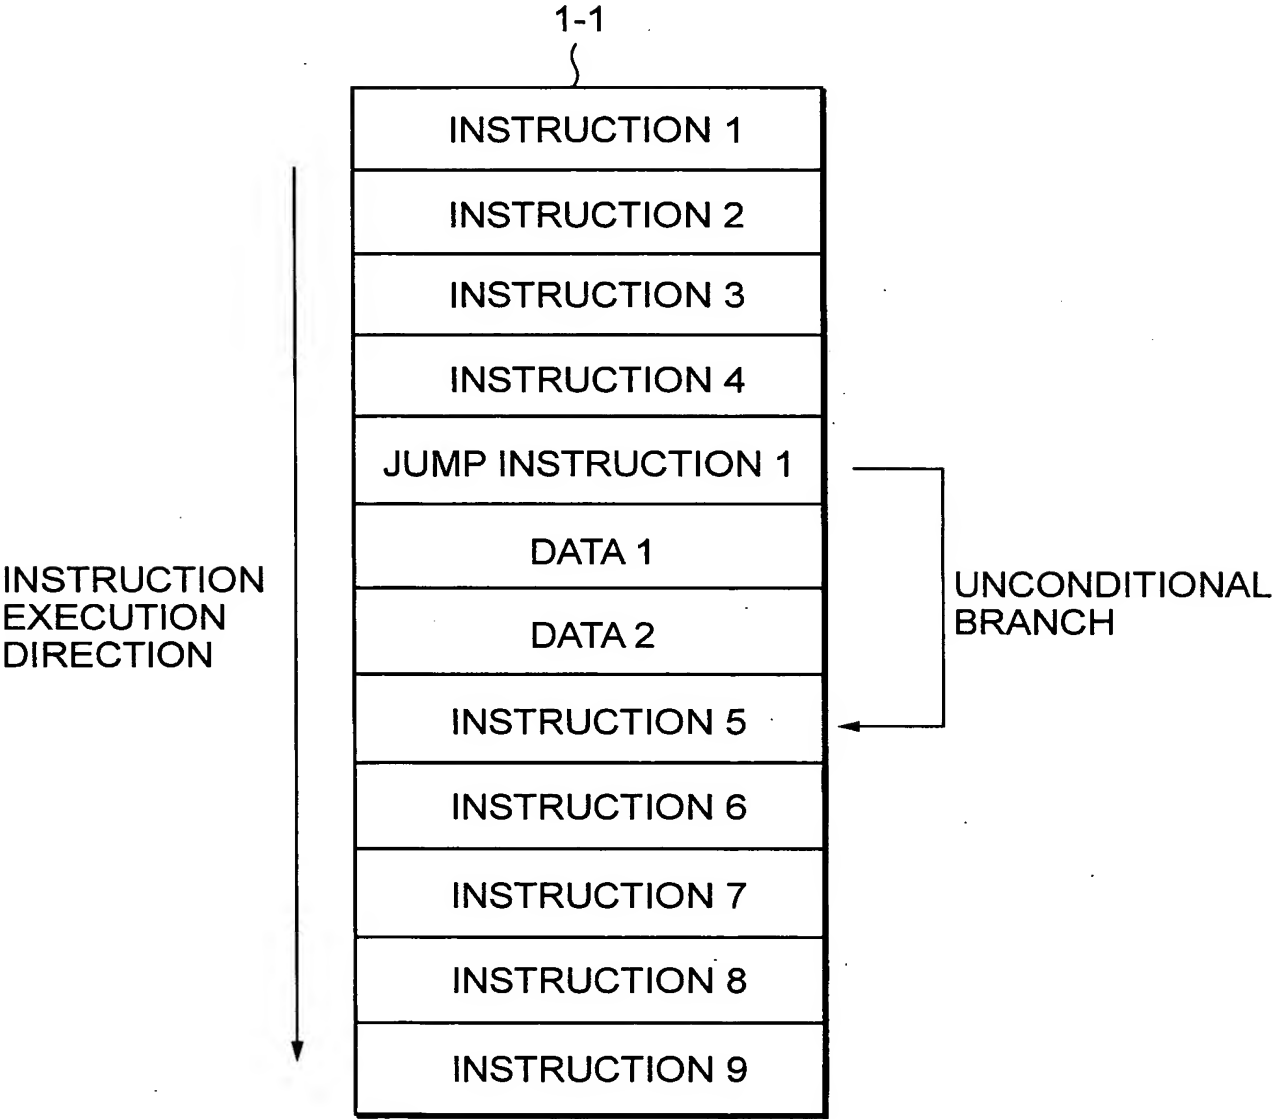 1-1
INSTRUCTION 1
INSTRUCTION 2
INSTRUCTION 3
INSTRUCTION 4
JUMP INSTRUCTION 1
DATA 1
DATA 2
INSTRUCTION 5
INSTRUCTION 6
INSTRUCTION 7
INSTRUCTION 8
INSTRUCTION 9
INSTRUCTION
EXECUTION
DIRECTION
UNCONDITIONAL
BRANCH